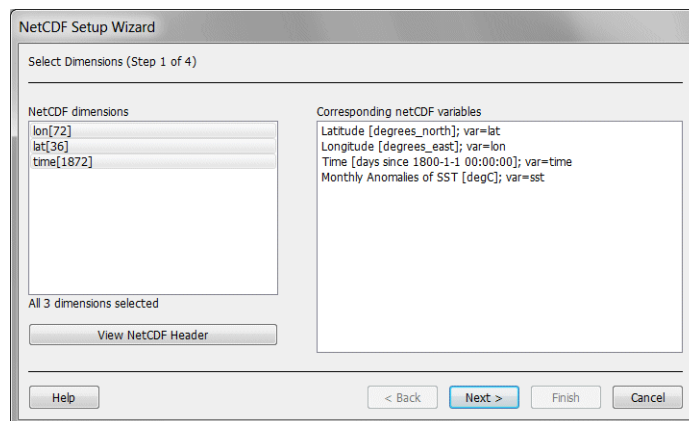 NetCDF Setup Wizard
Select Dimensions (Step 1 of 4)
NetCDF dimensions
lon[72]
lat[36]
time[1872]
All 3 dimensions selected
View NetCDF Header
Corresponding netCDF variables
Latitude [degrees_north]; var=lat
Longitude [degrees_east]; var=lon
Time [days since 1800-1-1 00:00:00]; var=time
Monthly Anomalies of SST [degC]; var=sst
Help
< Back
Next >
Finish
Cancel